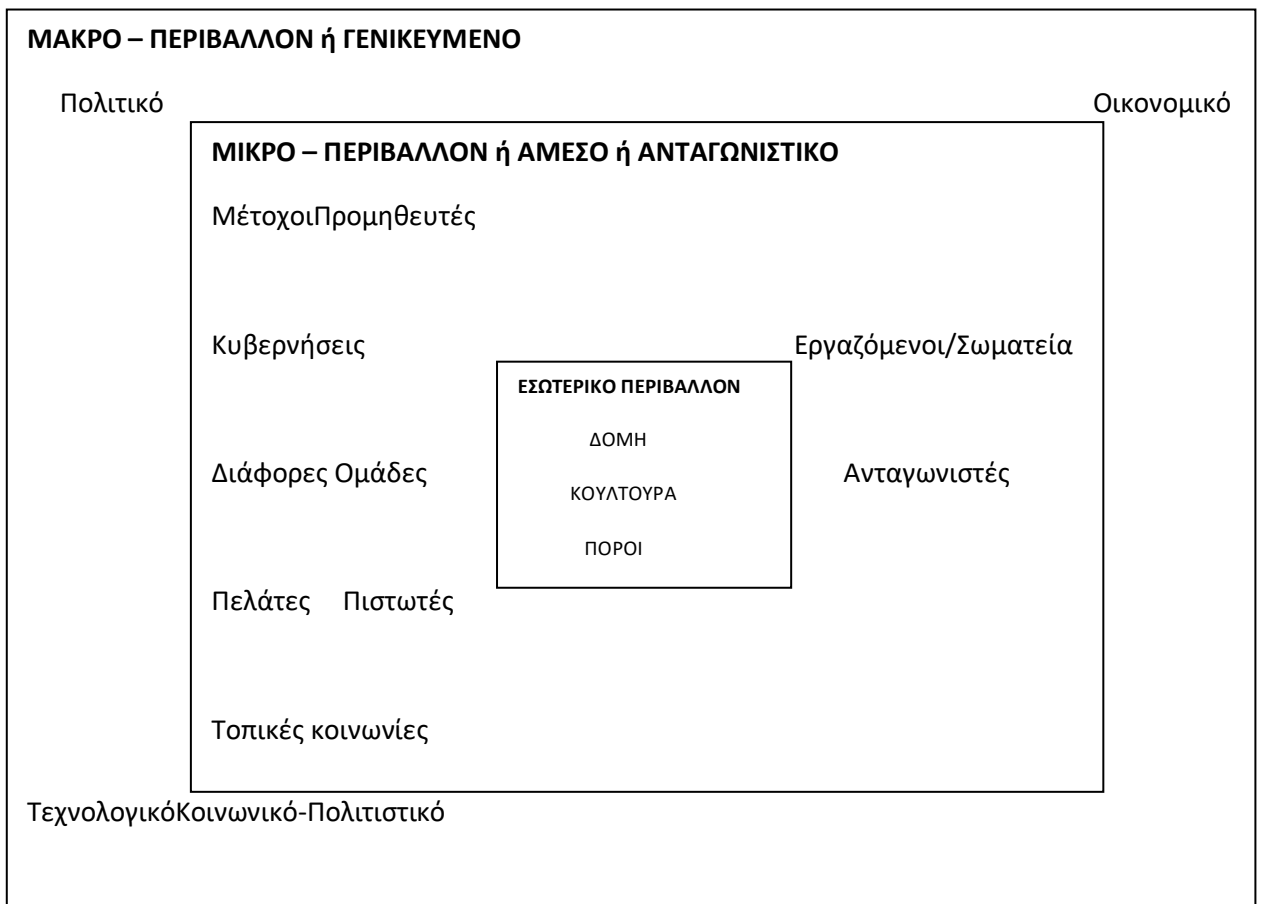 ΜΑΚΡΟ – ΠΕΡΙΒΑΛΛΟΝ ή ΓΕΝΙΚΕΥΜΕΝΟ
Πολιτικό Οικονομικό
ΜΙΚΡΟ – ΠΕΡΙΒΑΛΛΟΝ ή ΑΜΕΣΟ ή ΑΝΤΑΓΩΝΙΣΤΙΚΟ
ΜέτοχοιΠρομηθευτές
Κυβερνήσεις Εργαζόμενοι/Σωματεία
ΕΣΩΤΕΡΙΚΟ ΠΕΡΙΒΑΛΛΟΝ
ΔΟΜΗ
Διάφορες Ομάδες Ανταγωνιστές
ΚΟΥΛΤΟΥΡΑ
ΠΟΡΟΙ
Πελάτες Πιστωτές
Τοπικές κοινωνίες
ΤεχνολογικόΚοινωνικό-Πολιτιστικό